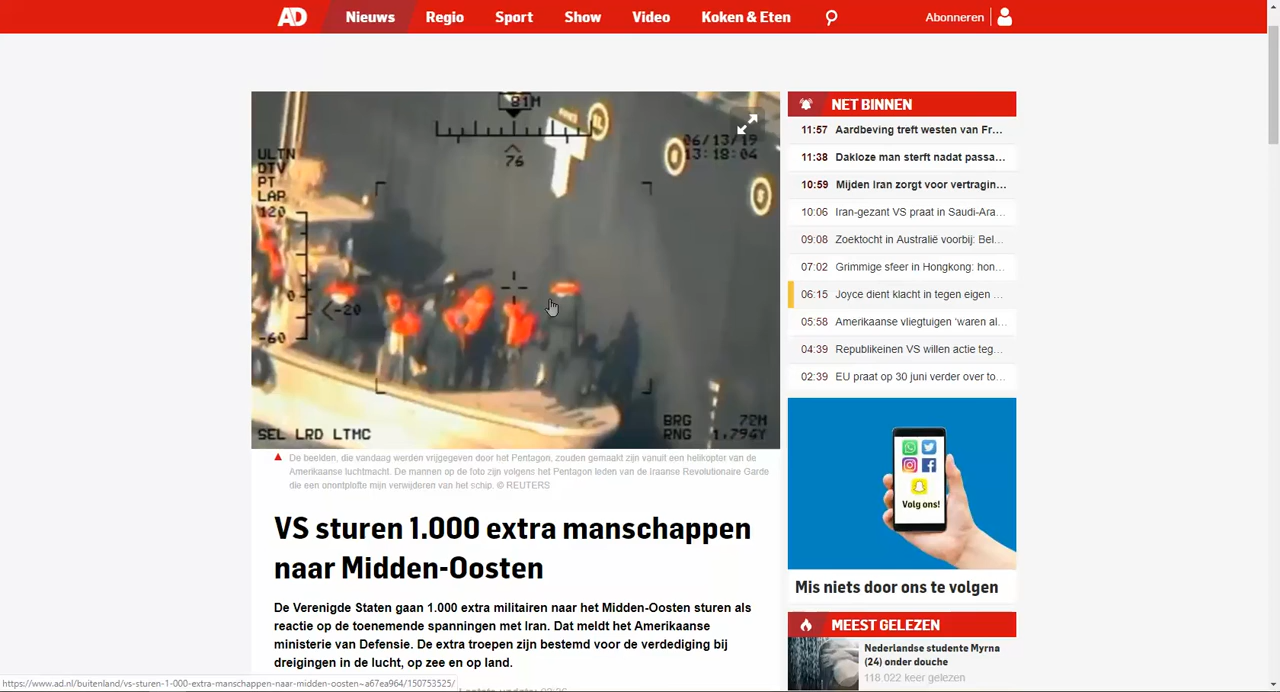 AD
Nieuws
Regio
Sport
Show
Video
Koken & Eten
Abonneren
81M
76
06/13/19
13:18:04
ULTN
DTV
PT
LAP
120
0
-20
-60
BRG 72M
RNG 1,794Y
SEL LRD LTMC
De beelden, die vandaag werden vrijgegeven door het Pentagon, zouden gemaakt zijn vanuit een helikopter van de
Amerikaanse luchtmacht. De mannen op de foto zijn volgens het Pentagon leden van de Iraanse Revolutionaire Garde
die een onontplofte mijn verwijderen van het schip. © REUTERS
VS sturen 1.000 extra manschappen
naar Midden-Oosten
De Verenigde Staten gaan 1.000 extra militairen naar het Midden-Oosten sturen als
reactie op de toenemende spanningen met Iran. Dat meldt het Amerikaanse
ministerie van Defensie. De extra troepen zijn bestemd voor de verdediging bij
dreigingen in de lucht, op zee en op land.
NET BINNEN
11:57 Aardbeving treft westen van Fr...
11:38 Dakloze man sterft nadat passa...
10:59 Mijden Iran zorgt voor vertragin...
10:06 Iran-gezant VS praat in Saudi-Ara...
09:08 Zoektocht in Australië voorbij: Bel...
07:02 Grimmige sfeer in Hongkong: hon...
06:15 Joyce dient klacht in tegen eigen ...
05:58 Amerikaanse vliegtuigen ‘waren al...
04:39 Republikeinen VS willen actie teg...
02:39 EU praat op 30 juni verder over to...
Volg ons!
Mis niets door ons te volgen
MEEST GELEZEN
Nederlandse studente Myrna
(24) onder douche
118.022 keer gelezen
https://www.ad.nl/buitenland/vs-sturen-1-000-extra-manschappen-naar-midden-oosten~a67ea964/150753525/